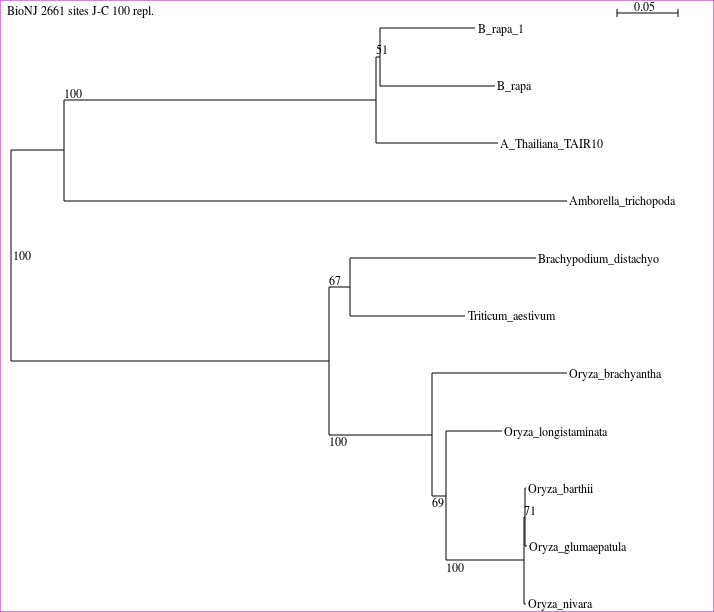 BioNJ 2661 sites J-C 100 repl.
0.05
B_rapa_1
51
B_rapa
100
A_Thailiana_TAIR10
Amborella_trichopoda
100
Brachypodium_distachyo
67
Triticum_aestivum
Oryza_brachyantha
100
Oryza_longistaminata
Oryza_barthii
69
71
Oryza_glumaepatula
100
Oryza_nivara